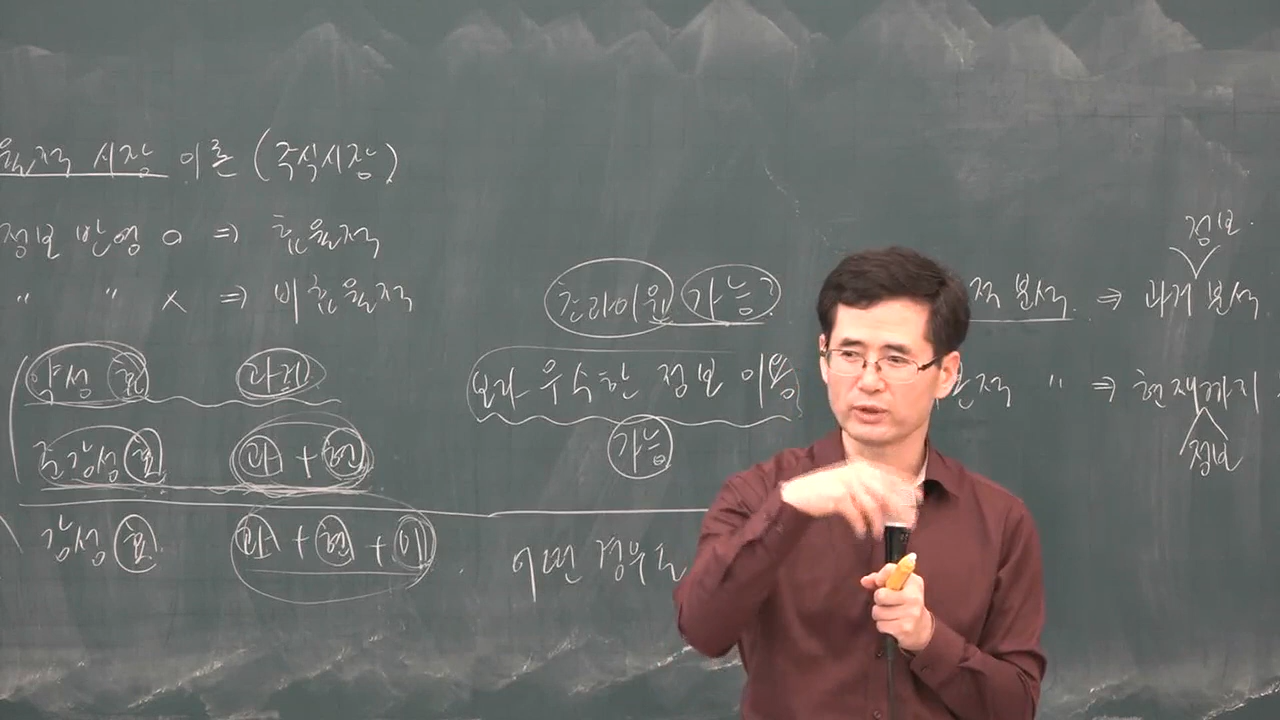 효율적 시장 이론 (주식시장)
정보 반영 o ⇒ 효율적
" " x ⇒ 비효율적
약성 효 과거
준강성 효 과 + 현
강성 효 과 + 현 + 미
초과이윤 가능?
보다 우수한 정보 이용
가능
어떤 경우도
정보
적 분석 ⇒ 과거 분석
" ⇒ 현재까지
정보